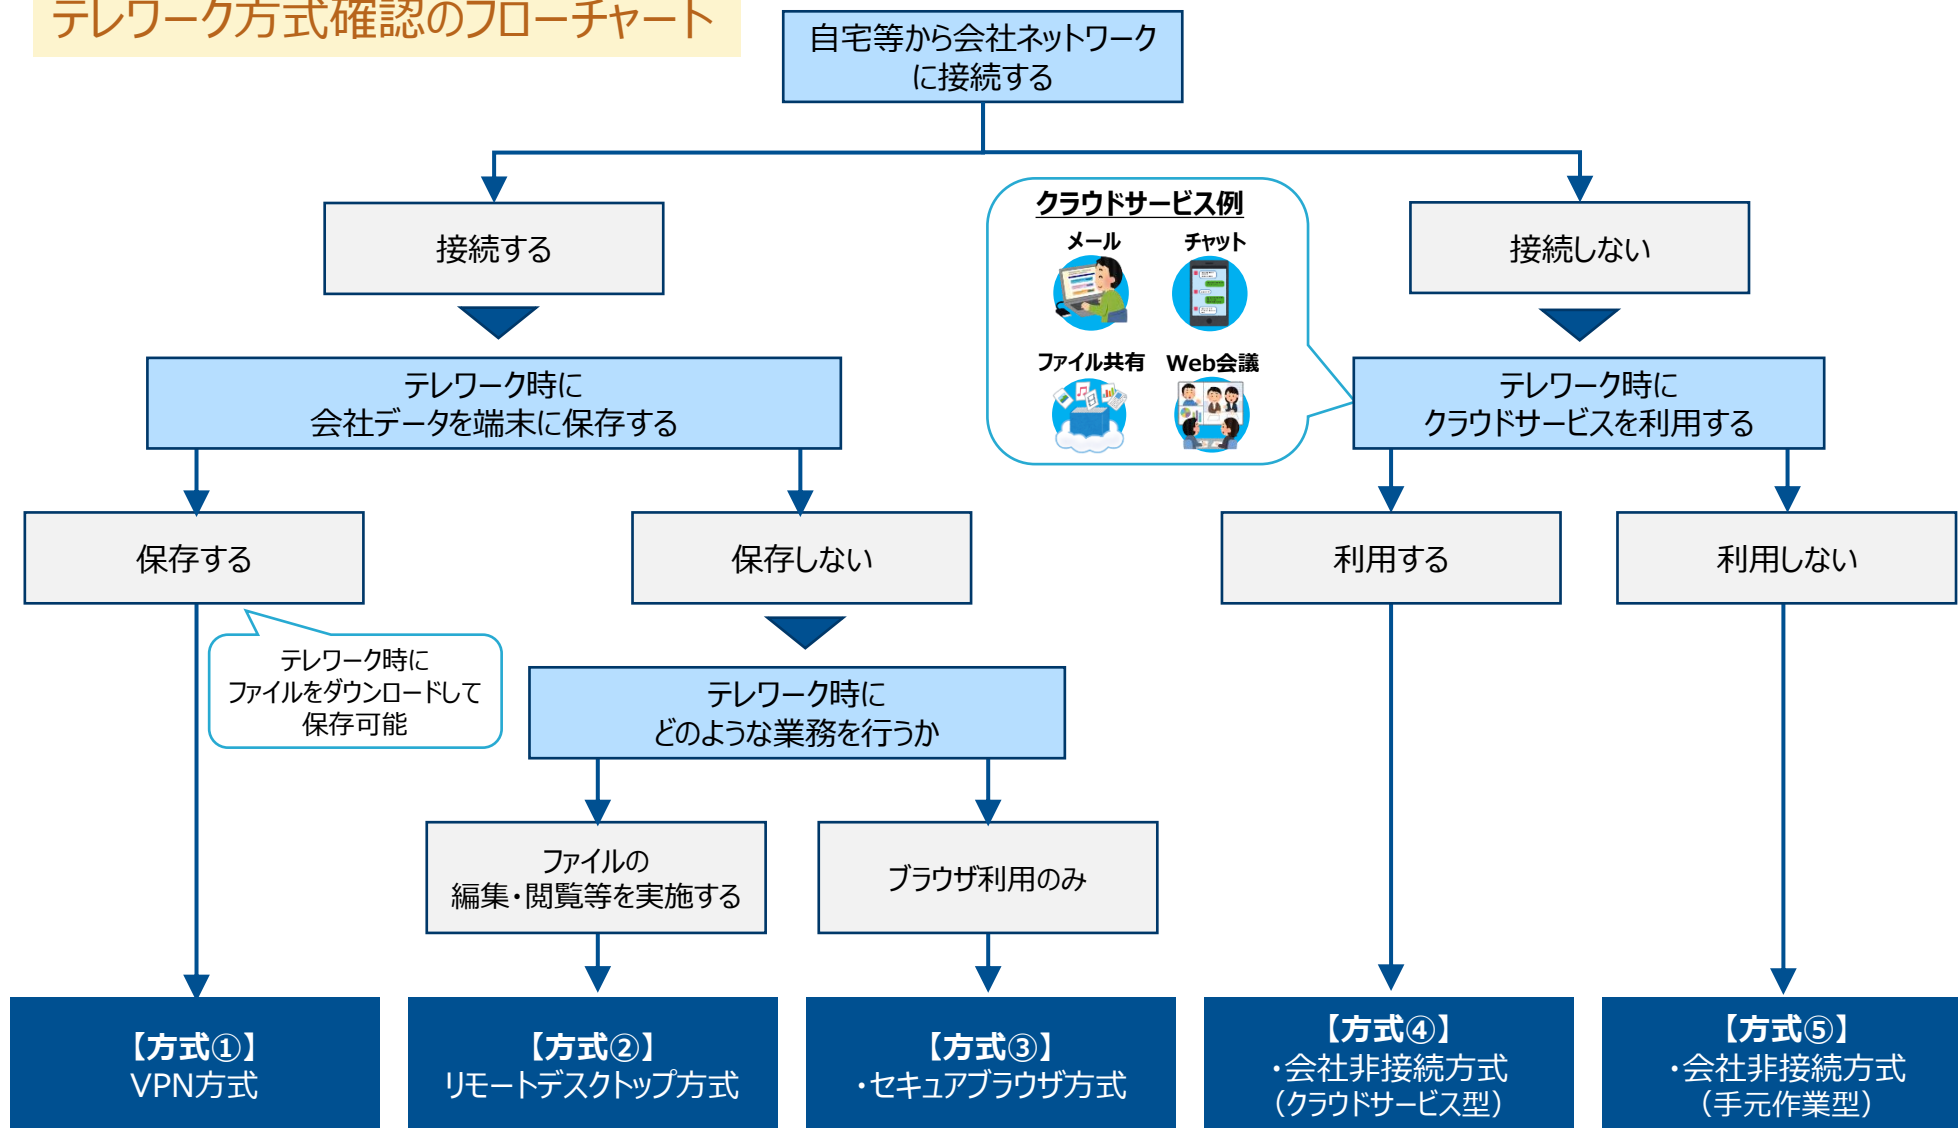 テレワーク方式確認のフローチャート
自宅等から会社ネットワーク
に接続する
接続する
接続しない
クラウドサービス例
メール
チャット
ファイル共有
Web会議
テレワーク時に
会社データを端末に保存する
テレワーク時に
クラウドサービスを利用する
保存する
保存しない
利用する
利用しない
テレワーク時に
ファイルをダウンロードして
保存可能
テレワーク時に
どのような業務を行うか
ファイルの
編集・閲覧等を実施する
ブラウザ利用のみ
【方式①】
VPN方式
【方式②】
リモートデスクトップ方式
【方式③】
・セキュアブラウザ方式
【方式④】
・会社非接続方式
（クラウドサービス型）
【方式⑤】
・会社非接続方式
（手元作業型）